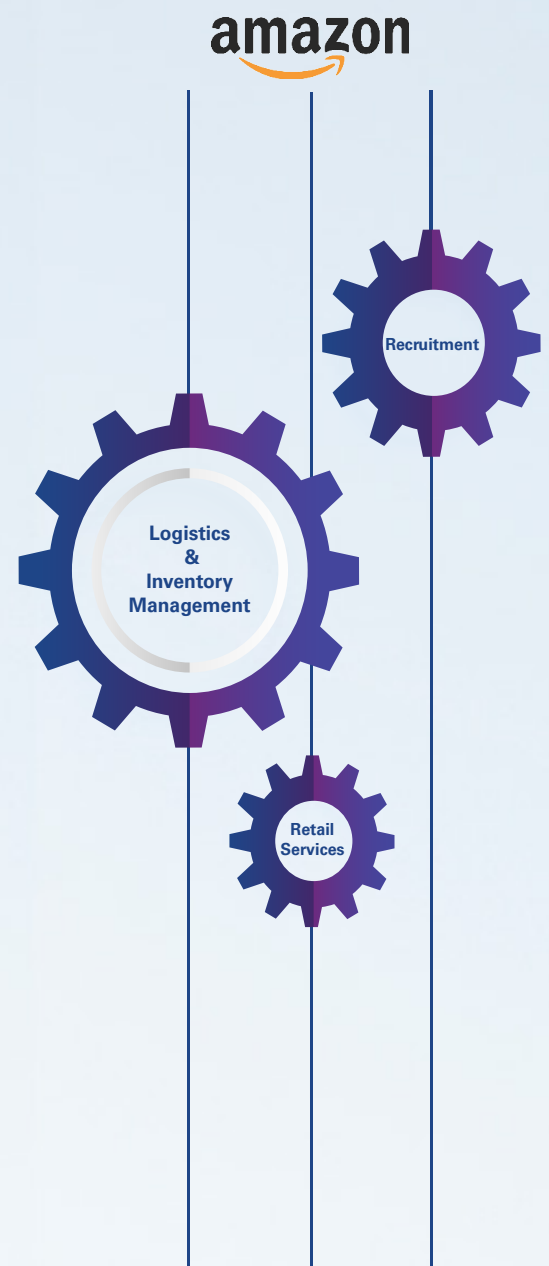 amazon
Recruitment
Logistics
&
Inventory
Management
Retail
Services